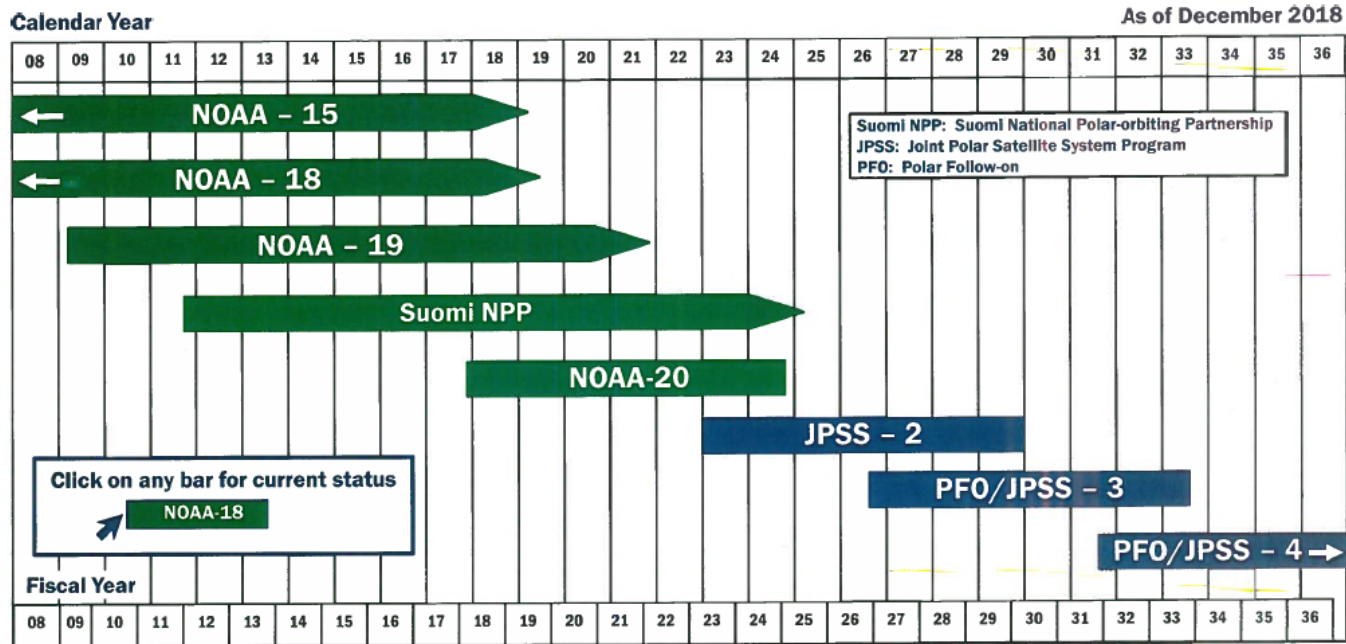 Calendar Year
As of December 2018
08 09 10 11 12 13 14 15 16 17 18 19 20 21 22 23 24 25 26 27 28 29 30 31 32 33 34 35 36
NOAA – 15
Suomi NPP: Suomi National Polar-orbiting Partnership
JPSS: Joint Polar Satellite System Program
PFO: Polar Follow-on
NOAA – 18
NOAA – 19
Suomi NPP
NOAA-20
JPSS – 2
Click on any bar for current status
NOAA-18
PFO/JPSS – 3
PFO/JPSS – 4
Fiscal Year
08 09 10 11 12 13 14 15 16 17 18 19 20 21 22 23 24 25 26 27 28 29 30 31 32 33 34 35 36